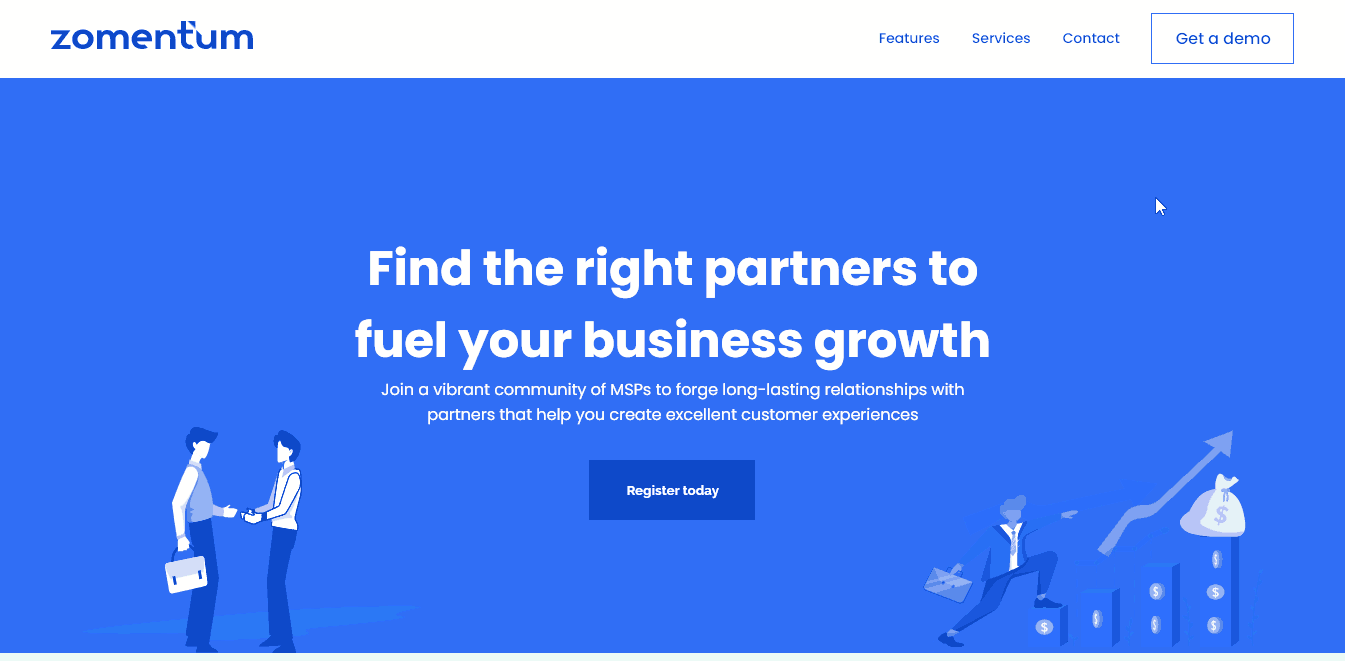 zomentum
Features
Services
Contact
Get a demo
Find the right partners to
fuel your business growth
Join a vibrant community of MSPs to forge long-lasting relationships with
partners that help you create excellent customer experiences
Register today
$
$
$
$
$
$
$
$